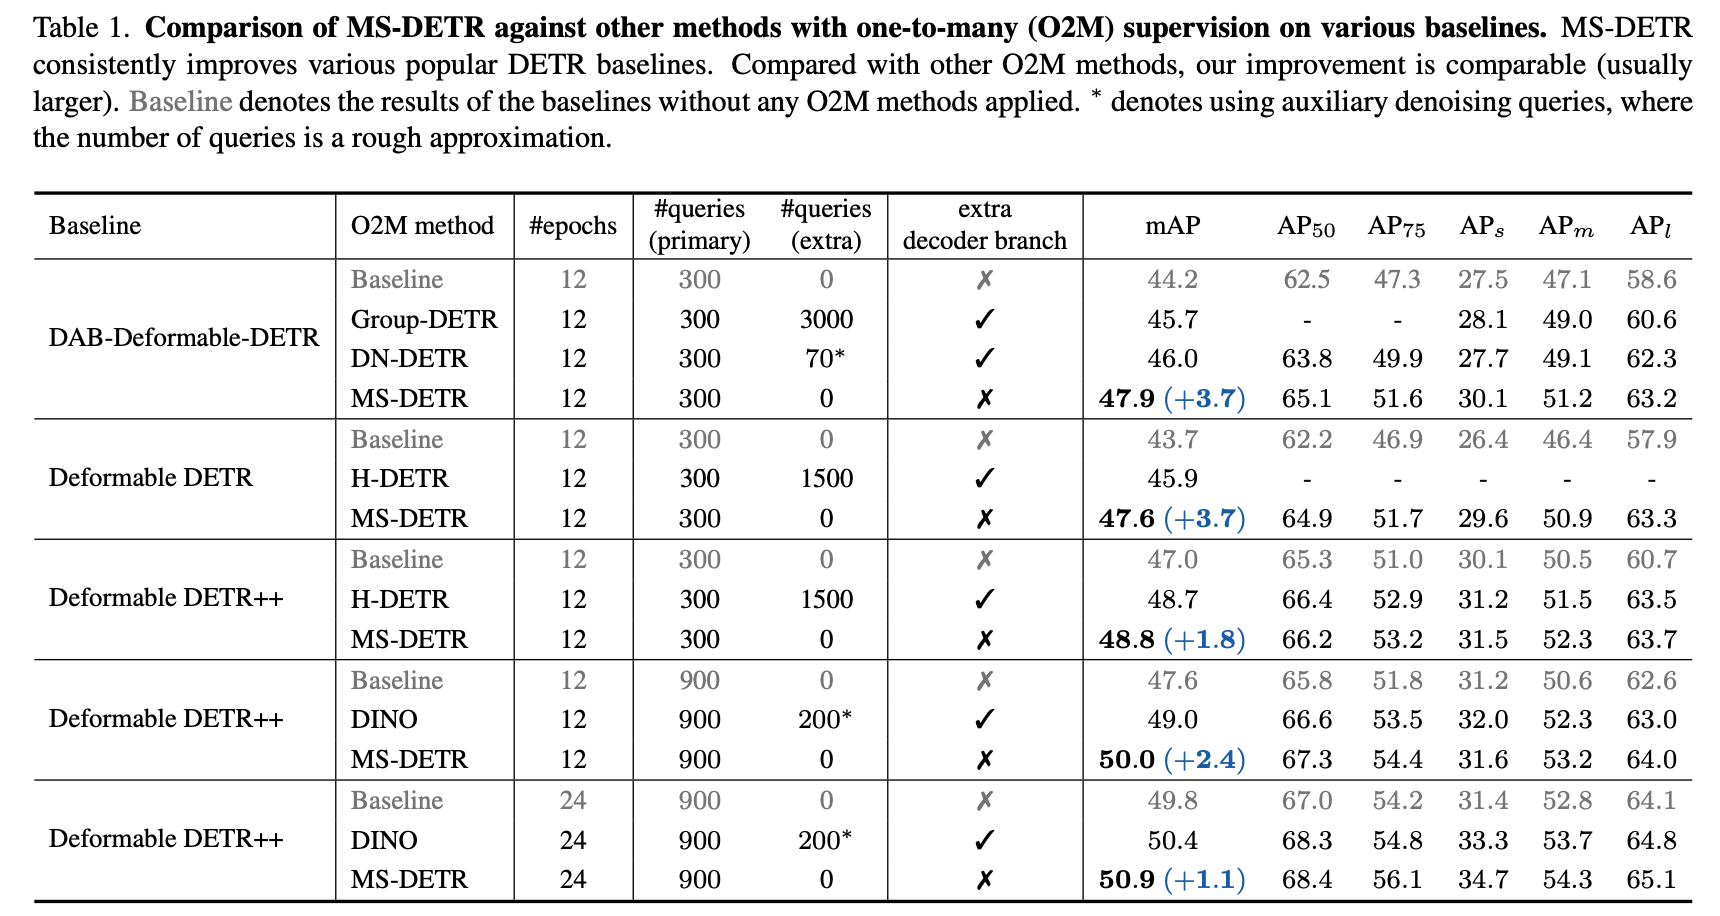 Table 1. Comparison of MS-DETR against other methods with one-to-many (O2M) supervision on various baselines. MS-DETR
consistently improves various popular DETR baselines. Compared with other O2M methods, our improvement is comparable (usually
larger). Baseline denotes the results of the baselines without any O2M methods applied. * denotes using auxiliary denoising queries, where
the number of queries is a rough approximation.
Baseline O2M method #epochs #queries (primary) #queries (extra) extra decoder branch mAP AP50 AP75 APs APm APl
DAB-Deformable-DETR
Baseline 12 300 0 ✗ 44.2 62.5 47.3 27.5 47.1 58.6
Group-DETR 12 300 3000 ✓ 45.7 - - 28.1 49.0 60.6
DN-DETR 12 300 70* ✓ 46.0 63.8 49.9 27.7 49.1 62.3
MS-DETR 12 300 0 ✗ 47.9 (+3.7) 65.1 51.6 30.1 51.2 63.2
Deformable DETR
Baseline 12 300 0 ✗ 43.7 62.2 46.9 26.4 46.4 57.9
H-DETR 12 300 1500 ✓ 45.9 - - - - -
MS-DETR 12 300 0 ✗ 47.6 (+3.7) 64.9 51.7 29.6 50.9 63.3
Deformable DETR++
Baseline 12 300 0 ✗ 47.0 65.3 51.0 30.1 50.5 60.7
H-DETR 12 300 1500 ✓ 48.7 66.4 52.9 31.2 51.5 63.5
MS-DETR 12 300 0 ✗ 48.8 (+1.8) 66.2 53.2 31.5 52.3 63.7
Deformable DETR++
Baseline 12 900 0 ✗ 47.6 65.8 51.8 31.2 50.6 62.6
DINO 12 900 200* ✓ 49.0 66.6 53.5 32.0 52.3 63.0
MS-DETR 12 900 0 ✗ 50.0 (+2.4) 67.3 54.4 31.6 53.2 64.0
Deformable DETR++
Baseline 24 900 0 ✗ 49.8 67.0 54.2 31.4 52.8 64.1
DINO 24 900 200* ✓ 50.4 68.3 54.8 33.3 53.7 64.8
MS-DETR 24 900 0 ✗ 50.9 (+1.1) 68.4 56.1 34.7 54.3 65.1